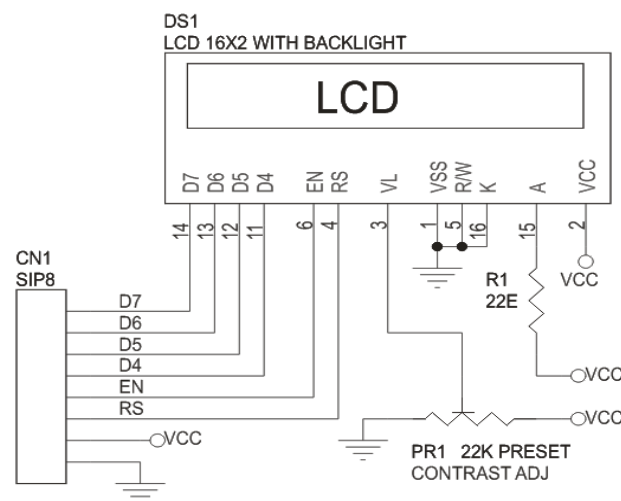 DS1
LCD 16X2 WITH BACKLIGHT
LCD
D7 D6 D5 D4 EN RS VL VSS R/W K A VCC
14 13 12 11 6 4 3 1 5 16 15 2
CN1
SIP8
R1
22E
VCC
D7
D6
D5
D4
VCC
EN
RS
VCC
VCC
PR1 22K PRESET
CONTRAST ADJ